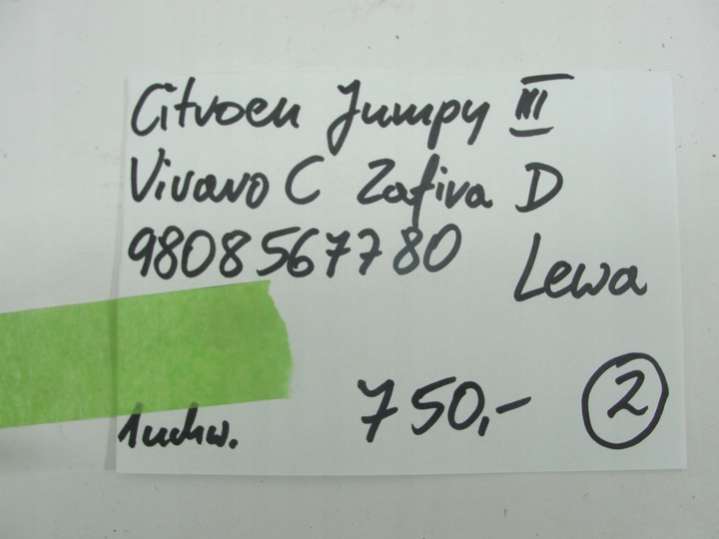 Citroen Jumpy III
Vivaro C Zafira D
9808567780 Lewa
1uchw. 750,- 2